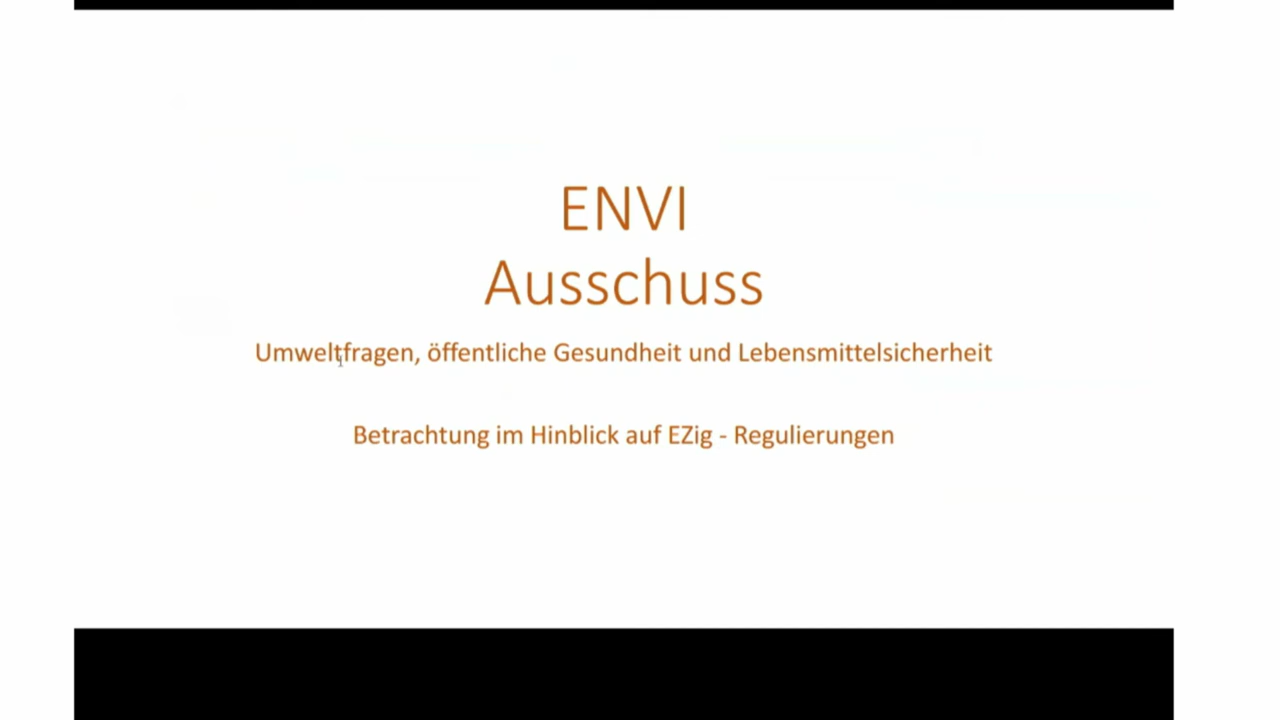 ENVI
Ausschuss
Umweltfragen, öffentliche Gesundheit und Lebensmittelsicherheit
Betrachtung im Hinblick auf EZig - Regulierungen